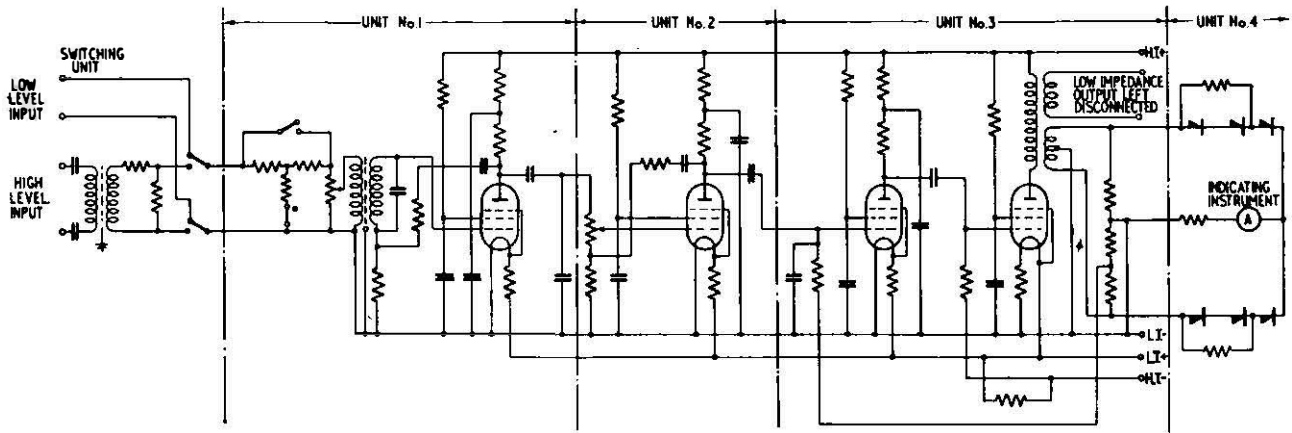 UNIT No.1
UNIT No.2
UNIT No.3
UNIT No.4
SWITCHING
UNIT
LOW
LEVEL
INPUT
HIGH
LEVEL
INPUT
HT+
LOW IMPEDANCE
OUTPUT LEFT
DISCONNECTED
INDICATING
INSTRUMENT
A
LT-
LT+
HT-